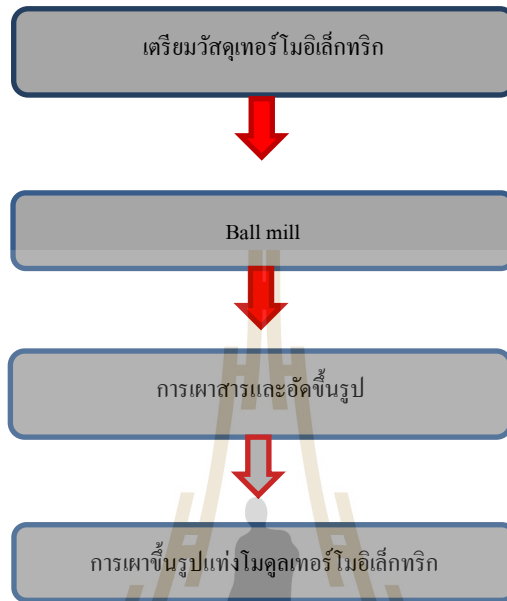 เตรียมวัสดุเทอร์โมอิเล็กทริก
Ball mill
การเผาสารและอัดขึ้นรูป
การเผาขึ้นรูปแท่งโมดูลเทอร์โมอิเล็กทริก